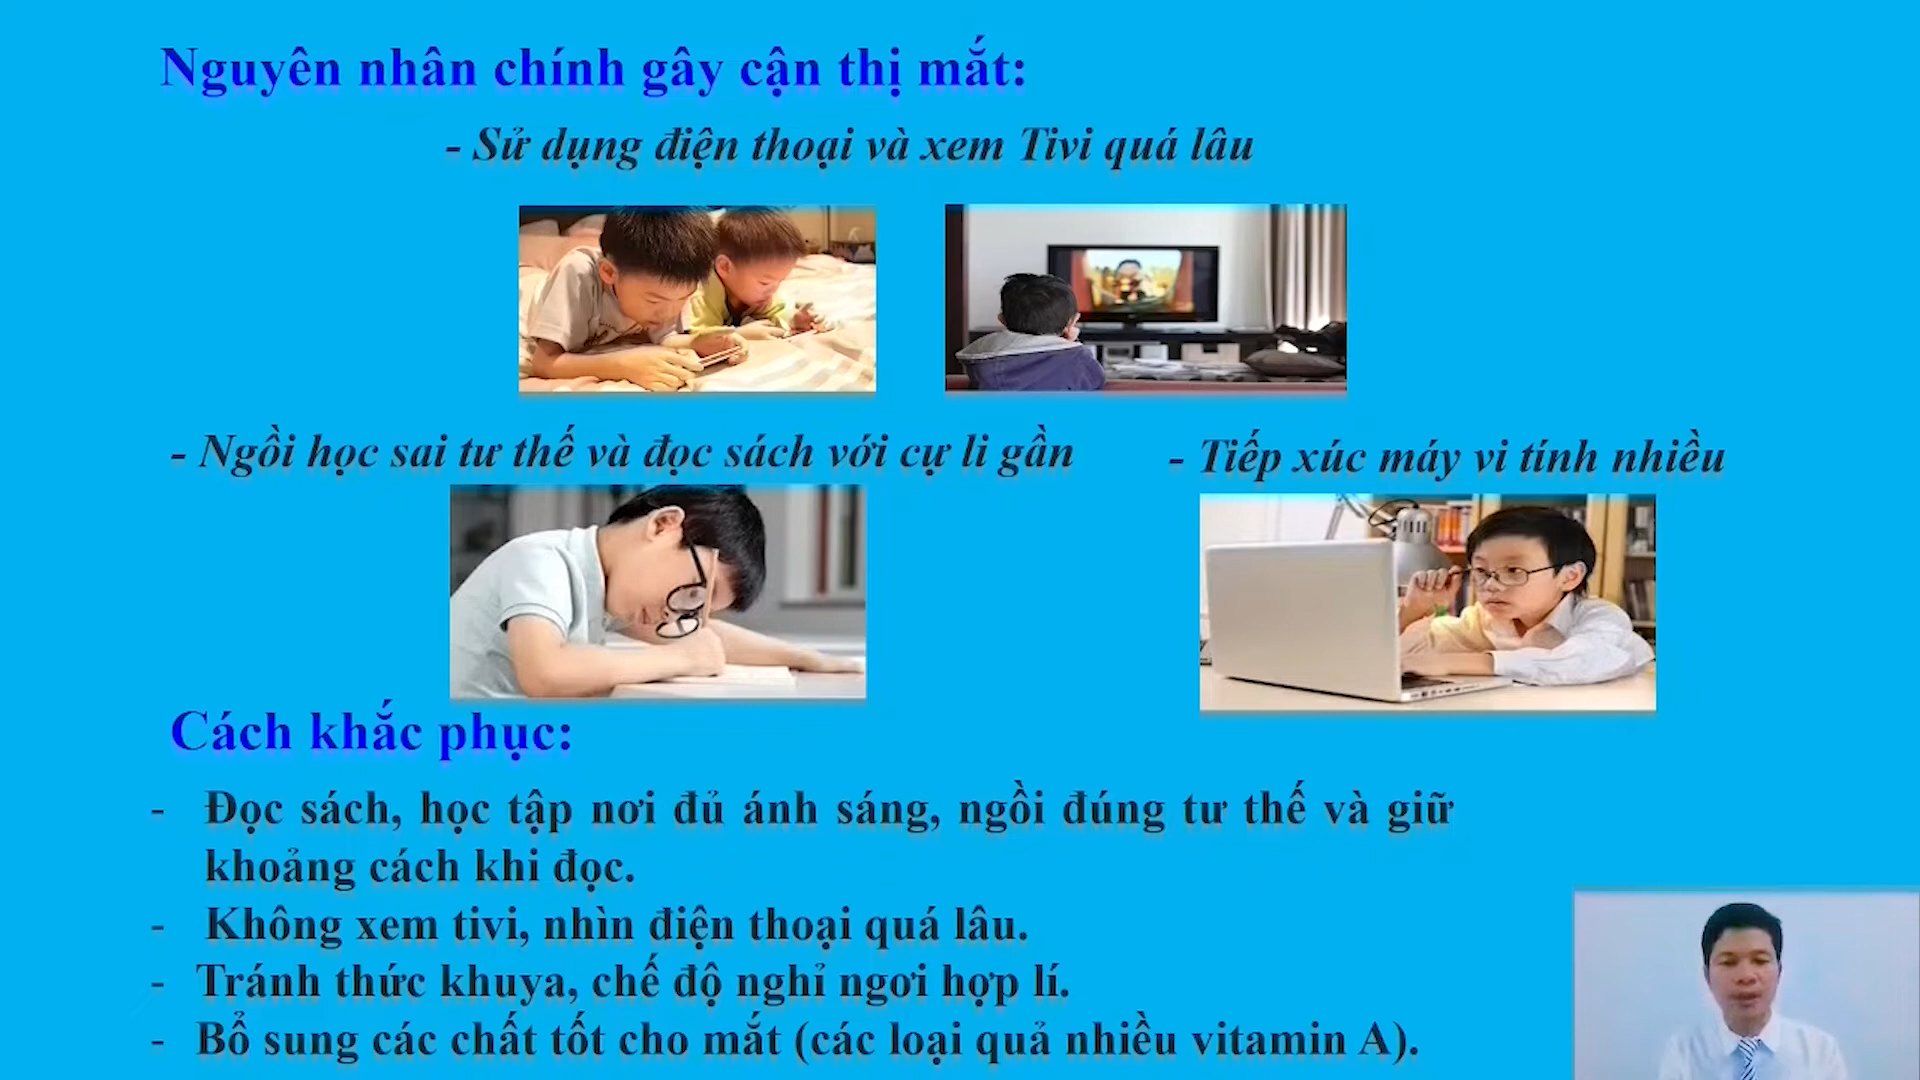 Nguyên nhân chính gây cận thị mắt:
- Sử dụng điện thoại và xem Tivi quá lâu
- Ngồi học sai tư thế và đọc sách với cự li gần
- Tiếp xúc máy vi tính nhiều
Cách khắc phục:
- Đọc sách, học tập nơi đủ ánh sáng, ngồi đúng tư thế và giữ
khoảng cách khi đọc.
- Không xem tivi, nhìn điện thoại quá lâu.
- Tránh thức khuya, chế độ nghỉ ngơi hợp lí.
- Bổ sung các chất tốt cho mắt (các loại quả nhiều vitamin A).